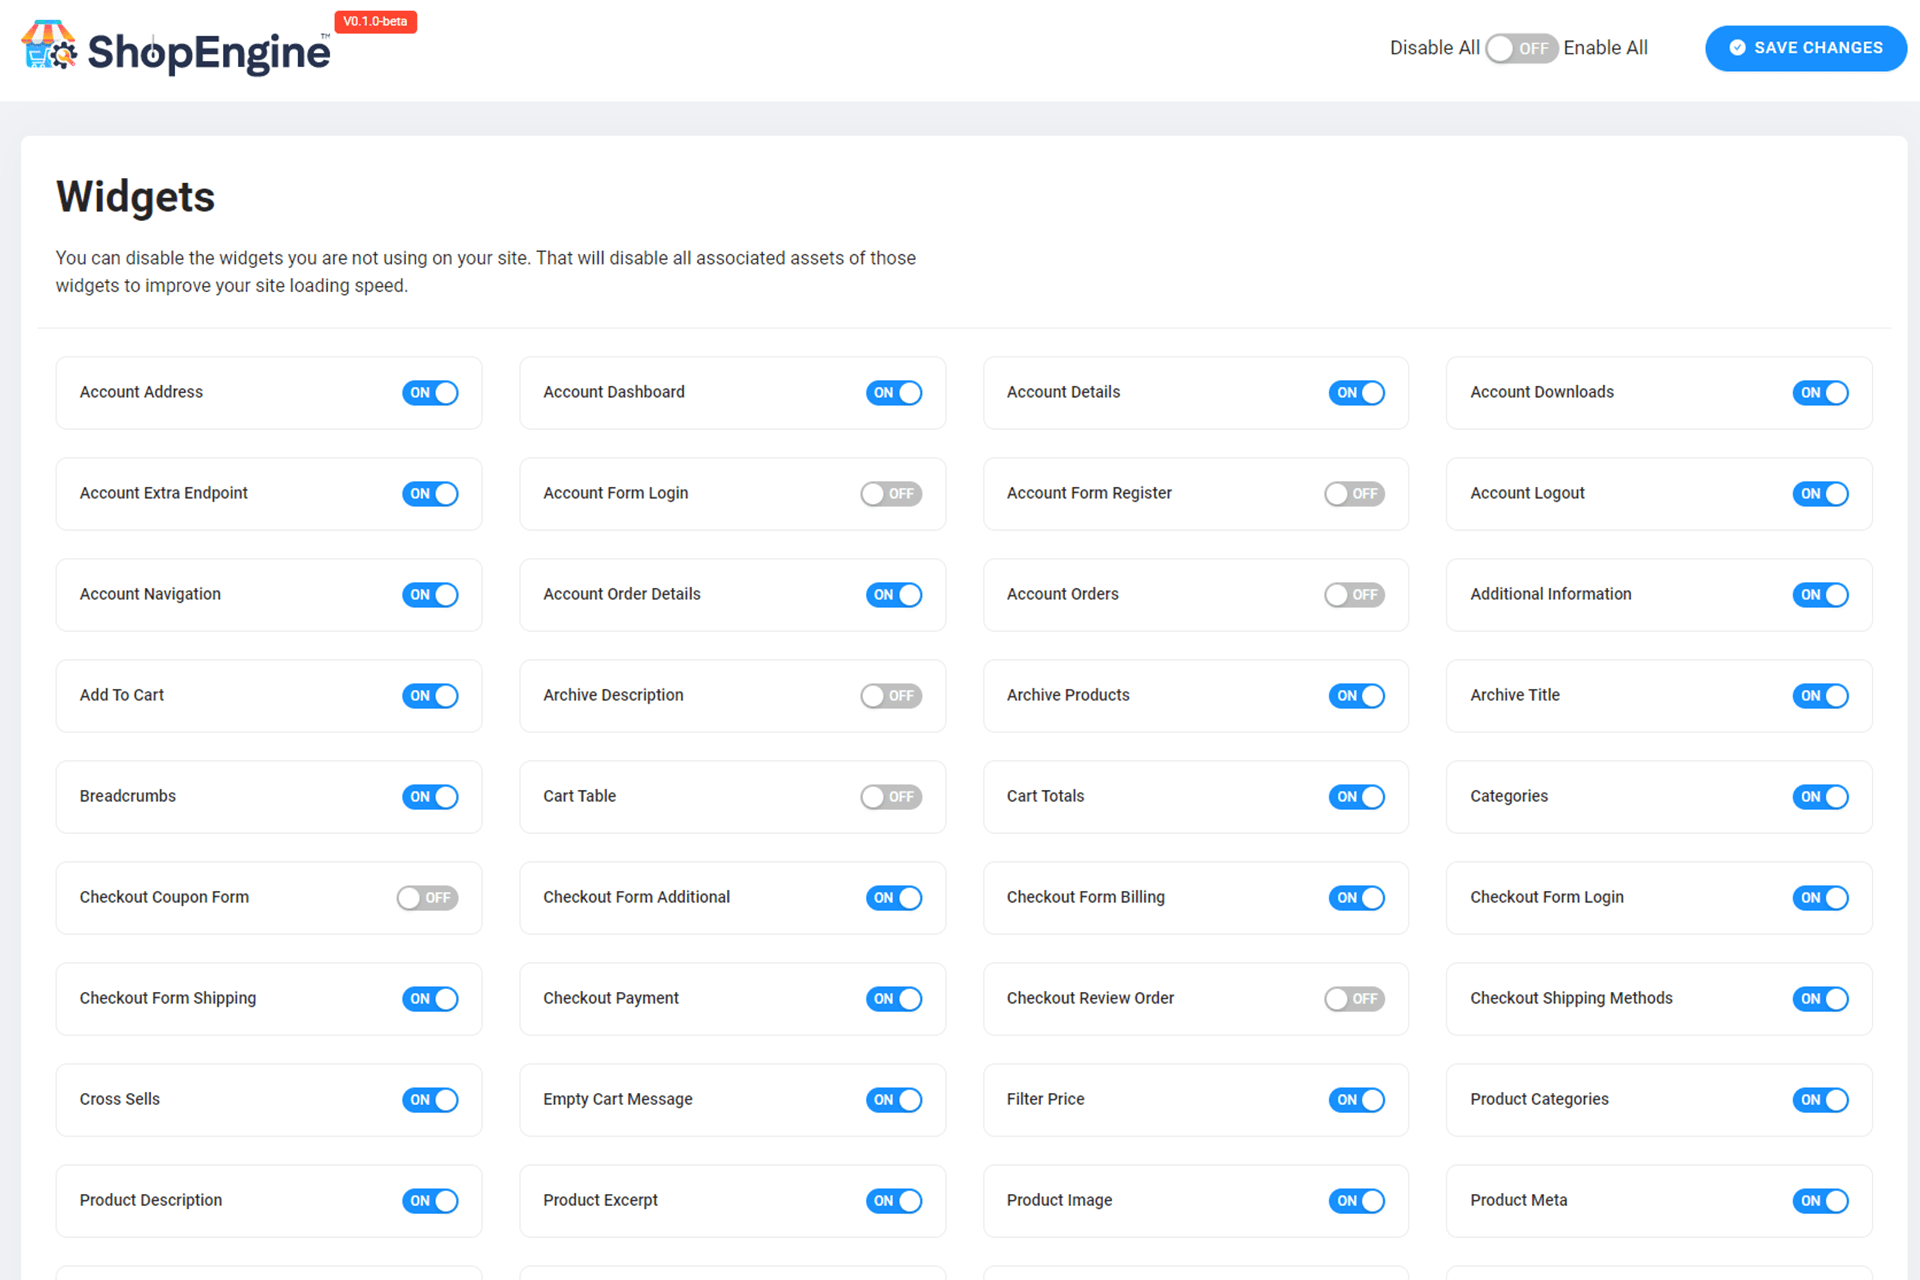 ShopEngine™
V0.1.0-beta
Disable All OFF Enable All
SAVE CHANGES
Widgets
You can disable the widgets you are not using on your site. That will disable all associated assets of those
widgets to improve your site loading speed.
Account Address ON
Account Dashboard ON
Account Details ON
Account Downloads ON
Account Extra Endpoint ON
Account Form Login OFF
Account Form Register OFF
Account Logout ON
Account Navigation ON
Account Order Details ON
Account Orders OFF
Additional Information ON
Add To Cart ON
Archive Description OFF
Archive Products ON
Archive Title ON
Breadcrumbs ON
Cart Table OFF
Cart Totals ON
Categories ON
Checkout Coupon Form OFF
Checkout Form Additional ON
Checkout Form Billing ON
Checkout Form Login ON
Checkout Form Shipping ON
Checkout Payment ON
Checkout Review Order OFF
Checkout Shipping Methods ON
Cross Sells ON
Empty Cart Message ON
Filter Price ON
Product Categories ON
Product Description ON
Product Excerpt ON
Product Image ON
Product Meta ON